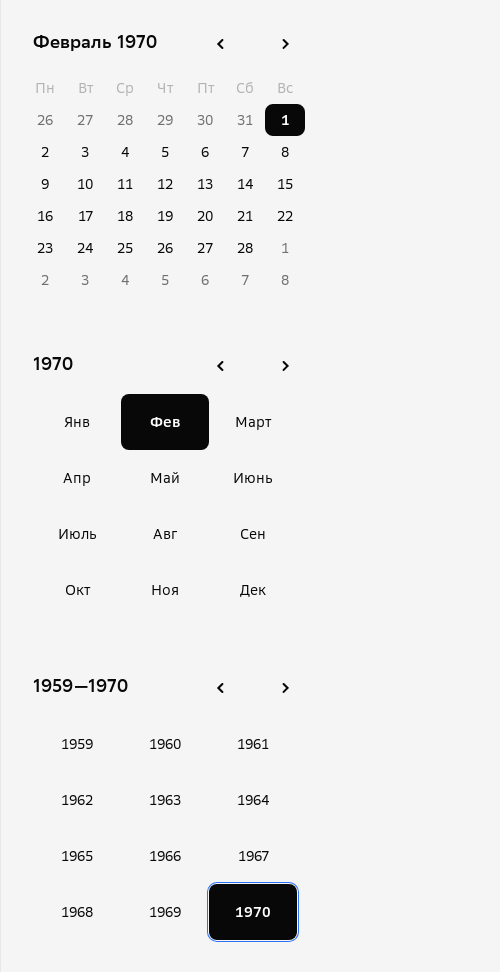 Февраль 1970
Пн Вт Ср Чт Пт Сб Вс
26 27 28 29 30 31 1
2 3 4 5 6 7 8
9 10 11 12 13 14 15
16 17 18 19 20 21 22
23 24 25 26 27 28 1
2 3 4 5 6 7 8
1970
Янв Фев Март
Апр Май Июнь
Июль Авг Сен
Окт Ноя Дек
1959—1970
1959 1960 1961
1962 1963 1964
1965 1966 1967
1968 1969 1970